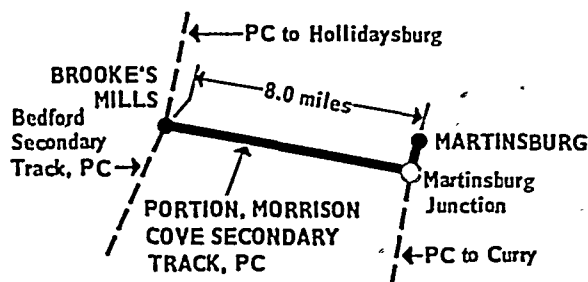 PC to Hollidaysburg
BROOKE'S
MILLS
8.0 miles
Bedford
Secondary
Track, PC
MARTINSBURG
Martinsburg
Junction
PORTION, MORRISON
COVE SECONDARY
TRACK, PC
PC to Curry